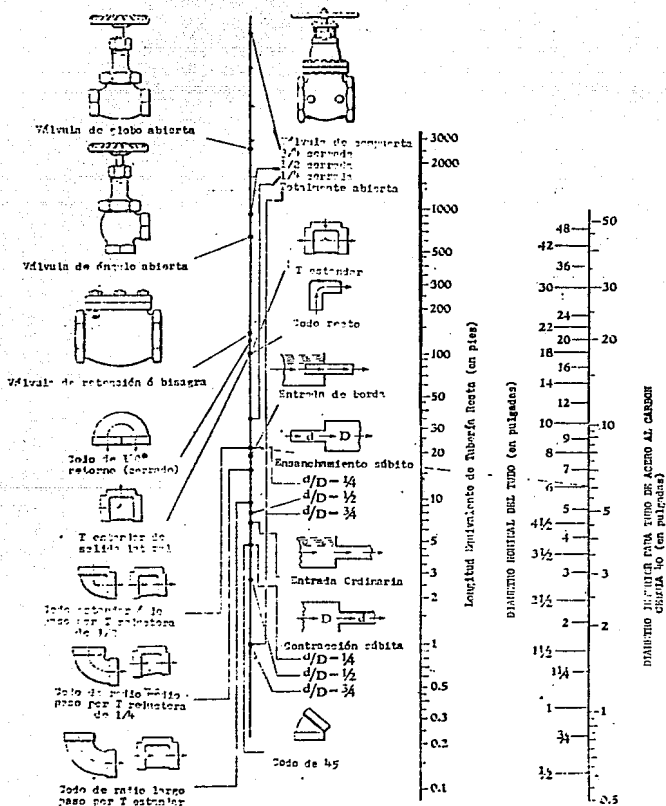 Válvula de globo abierta
Válvula de ángulo abierta
Válvula de retención ó bisagra
Codo de
retorno (cerrado)
T estandar de
salida lateral
Codo estandar ó de
paso por T reductora
de 1/2
Codo de radio medio
paso por T reductora
de 1/4
Codo de radio largo
paso por T estandar
Válvula de compuerta
3/4 cerrada
1/2 cerrada
1/4 cerrada
Totalmente abierta
T estandar
Codo recto
Entrada de borda
d D
Ensanchamiento súbito
d/D - 1/4
d/D - 1/2
d/D - 3/4
Entrada Ordinaria
D d
Contracción súbita
d/D - 1/4
d/D - 1/2
d/D - 3/4
Codo de 45
3000
2000
1000
500
300
200
100
50
30
20
10
5
3
2
1
0.5
0.3
0.2
0.1
Longitud Equivalente de Tubería Recta (en pies)
DIAMETRO NOMINAL DEL TUBO (en pulgadas)
48
42
36
30
24
22
20
18
16
14
12
10
9
8
7
6
5
4½
4
3½
3
2½
2
1½
1¼
1
¾
½
50
30
20
10
5
3
2
1
0.5
DIAMETRO INTERIOR PARA TUBO DE ACERO AL CARBON
CEDULA 40 (en pulgadas)